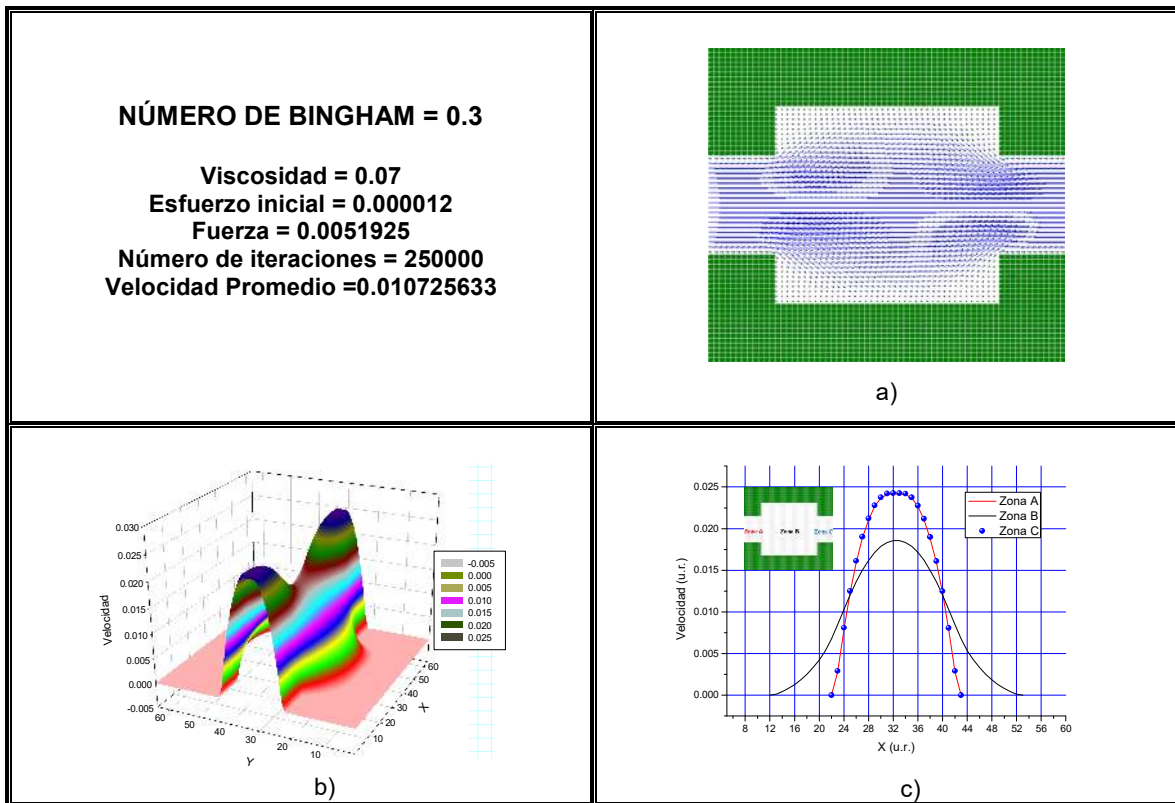 NÚMERO DE BINGHAM = 0.3
Viscosidad = 0.07
Esfuerzo inicial = 0.000012
Fuerza = 0.0051925
Número de iteraciones = 250000
Velocidad Promedio =0.010725633
a)
0.030
0.025
0.020
0.015
0.010
0.005
0.000
-0.005
Velocidad
60
50
40
30
20
10
Y
10
20
30
40
50
60
X
-0.005
0.000
0.005
0.010
0.015
0.020
0.025
b)
0.025
0.020
0.015
0.010
0.005
0.000
Velocidad (u.r.)
Zona A
Zona B
Zona C
Zona A
Zona B
Zona C
8 12 16 20 24 28 32 36 40 44 48 52 56 60
X (u.r.)
c)